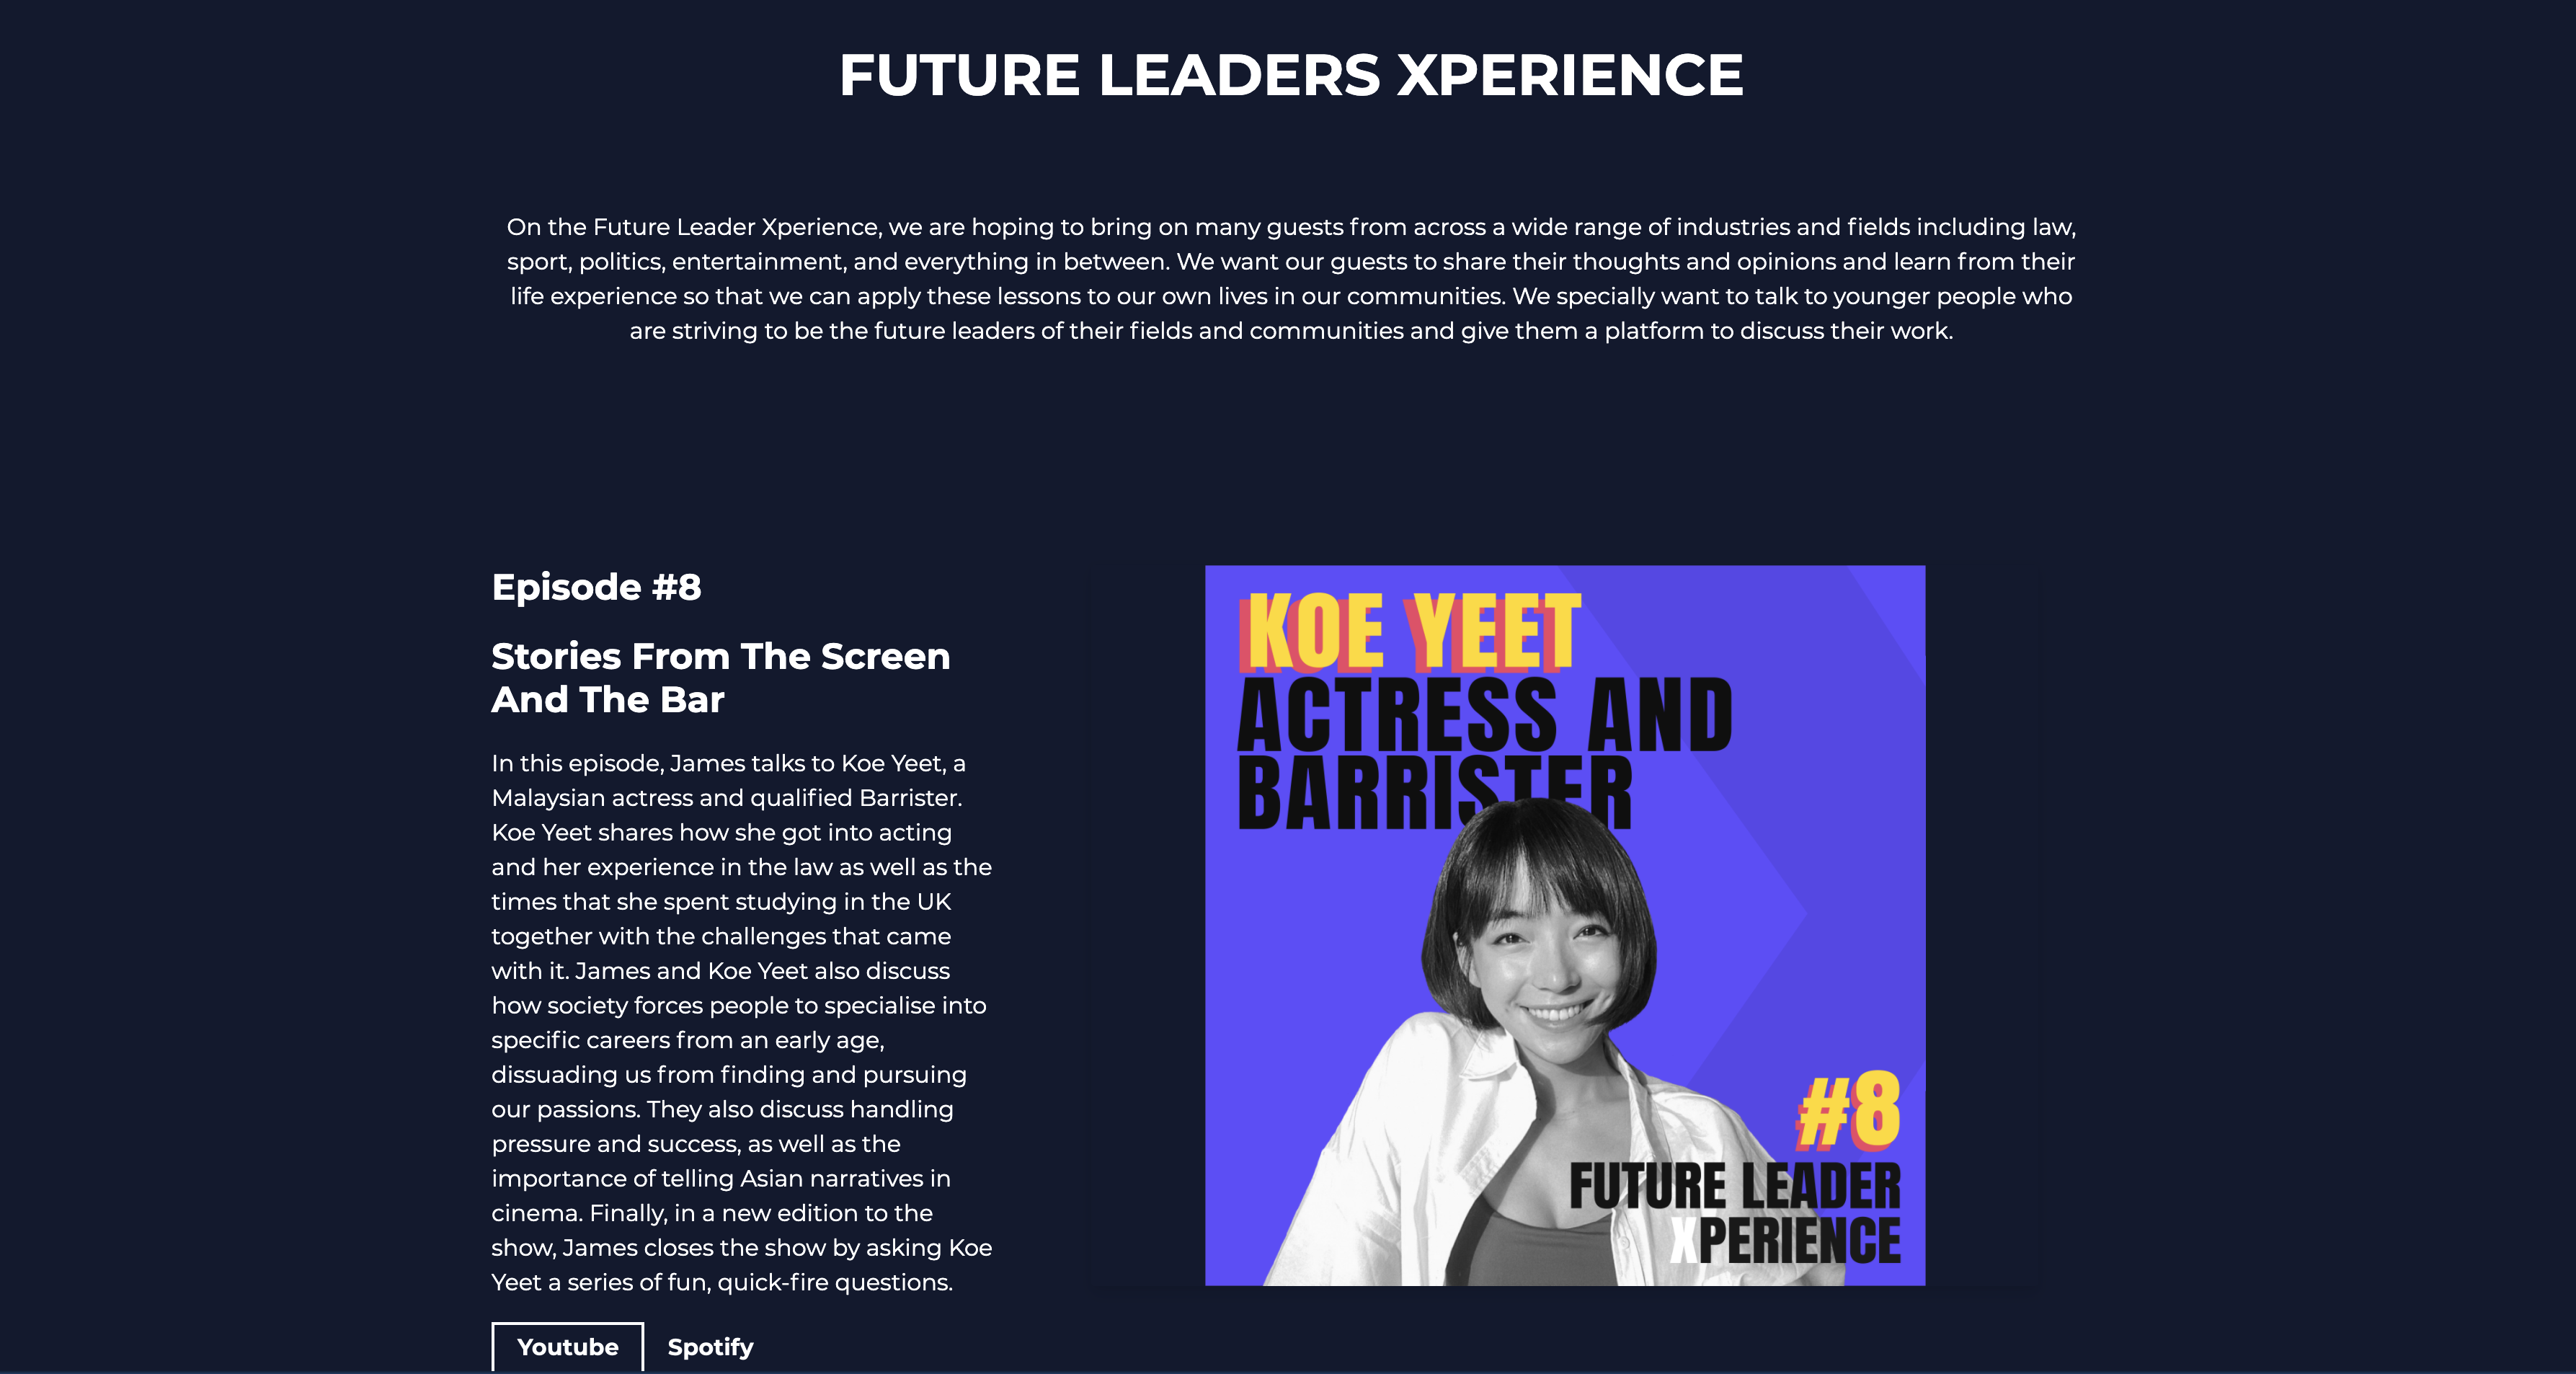 FUTURE LEADERS XPERIENCE
On the Future Leader Xperience, we are hoping to bring on many guests from across a wide range of industries and fields including law,
sport, politics, entertainment, and everything in between. We want our guests to share their thoughts and opinions and learn from their
life experience so that we can apply these lessons to our own lives in our communities. We specially want to talk to younger people who
are striving to be the future leaders of their fields and communities and give them a platform to discuss their work.
Episode #8
Stories From The Screen
And The Bar
In this episode, James talks to Koe Yeet, a
Malaysian actress and qualified Barrister.
Koe Yeet shares how she got into acting
and her experience in the law as well as the
times that she spent studying in the UK
together with the challenges that came
with it. James and Koe Yeet also discuss
how society forces people to specialise into
specific careers from an early age,
dissuading us from finding and pursuing
our passions. They also discuss handling
pressure and success, as well as the
importance of telling Asian narratives in
cinema. Finally, in a new edition to the
show, James closes the show by asking Koe
Yeet a series of fun, quick-fire questions.
Youtube Spotify
KOE YEET
ACTRESS AND
BARRISTER
#8
FUTURE LEADER
XPERIENCE